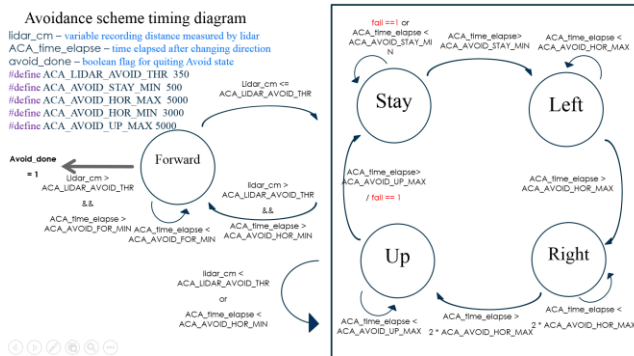 Avoidance scheme timing diagram
lidar_cm – variable recording distance measured by lidar
ACA_time_elapse – time elapsed after changing direction
avoid_done – boolean flag for quiting Avoid state
#define ACA_LIDAR_AVOID_THR 350
#define ACA_AVOID_STAY_MIN 500
#define ACA_AVOID_HOR_MAX 5000
#define ACA_AVOID_HOR_MIN 3000
#define ACA_AVOID_UP_MAX 5000
Lidar_cm <=
ACA_LIDAR_AVOID_THR
Avoid_done
= 1
Forward
Lidar_cm >
ACA_LIDAR_AVOID_THR
&&
ACA_time_elapse >
ACA_AVOID_FOR_MIN
ACA_time_elapse <
ACA_AVOID_FOR_MIN
lidar_cm >
ACA_LIDAR_AVOID_THR
&&
ACA_time_elapse >
ACA_AVOID_HOR_MIN
lidar_cm <
ACA_LIDAR_AVOID_THR
or
ACA_time_elapse <
ACA_AVOID_HOR_MIN
fail ==1 or
ACA_time_elapse <
ACA_AVOID_STAY_MI
N
ACA_time_elapse>
ACA_AVOID_STAY_MIN
ACA_time_elapse <
ACA_AVOID_HOR_MAX
Stay
Left
ACA_time_elapse>
ACA_AVOID_UP_MAX
/ fail == 1
ACA_time_elapse >
ACA_AVOID_HOR_MAX
Up
Right
ACA_time_elapse <
ACA_AVOID_UP_MAX
ACA_time_elapse >
2 * ACA_AVOID_HOR_MAX
ACA_time_elapse <
2 * ACA_AVOID_HOR_MAX